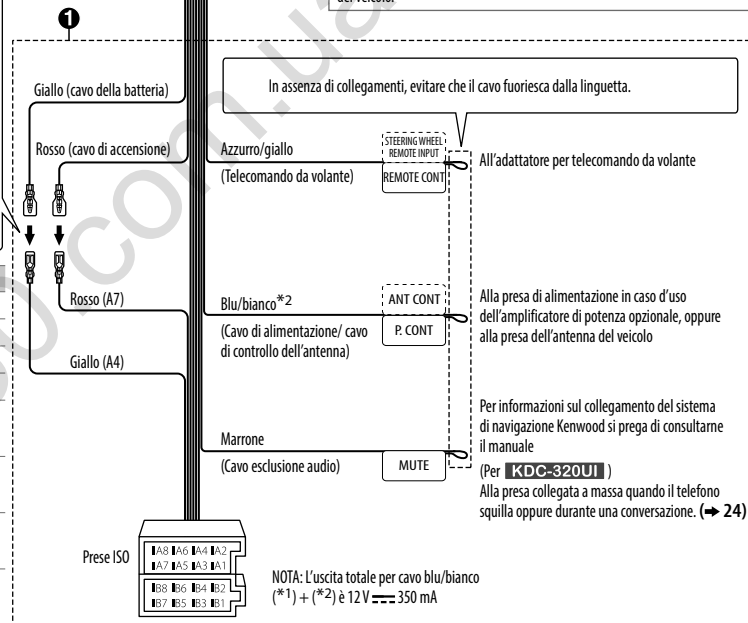 del veicolo.
1
In assenza di collegamenti, evitare che il cavo fuoriesca dalla linguetta.
Giallo (cavo della batteria)
Rosso (cavo di accensione)
Azzurro/giallo
(Telecomando da volante)
STEERING WHEEL
REMOTE INPUT
REMOTE CONT
All'adattatore per telecomando da volante
Rosso (A7)
Giallo (A4)
Blu/bianco*2
(Cavo di alimentazione/ cavo
di controllo dell'antenna)
ANT CONT
P. CONT
Alla presa di alimentazione in caso d'uso
dell'amplificatore di potenza opzionale, oppure
alla presa dell'antenna del veicolo
Marrone
(Cavo esclusione audio)
MUTE
Per informazioni sul collegamento del sistema
di navigazione Kenwood si prega di consultarne
il manuale
(Per KDC-320UI )
Alla presa collegata a massa quando il telefono
squilla oppure durante una conversazione. (➜ 24)
Prese ISO
A8 A6 A4 A2
A7 A5 A3 A1
B8 B6 B4 B2
B7 B5 B3 B1
NOTA: L'uscita totale per cavo blu/bianco
(*1) + (*2) è 12 V ⎓ 350 mA
.com.ua